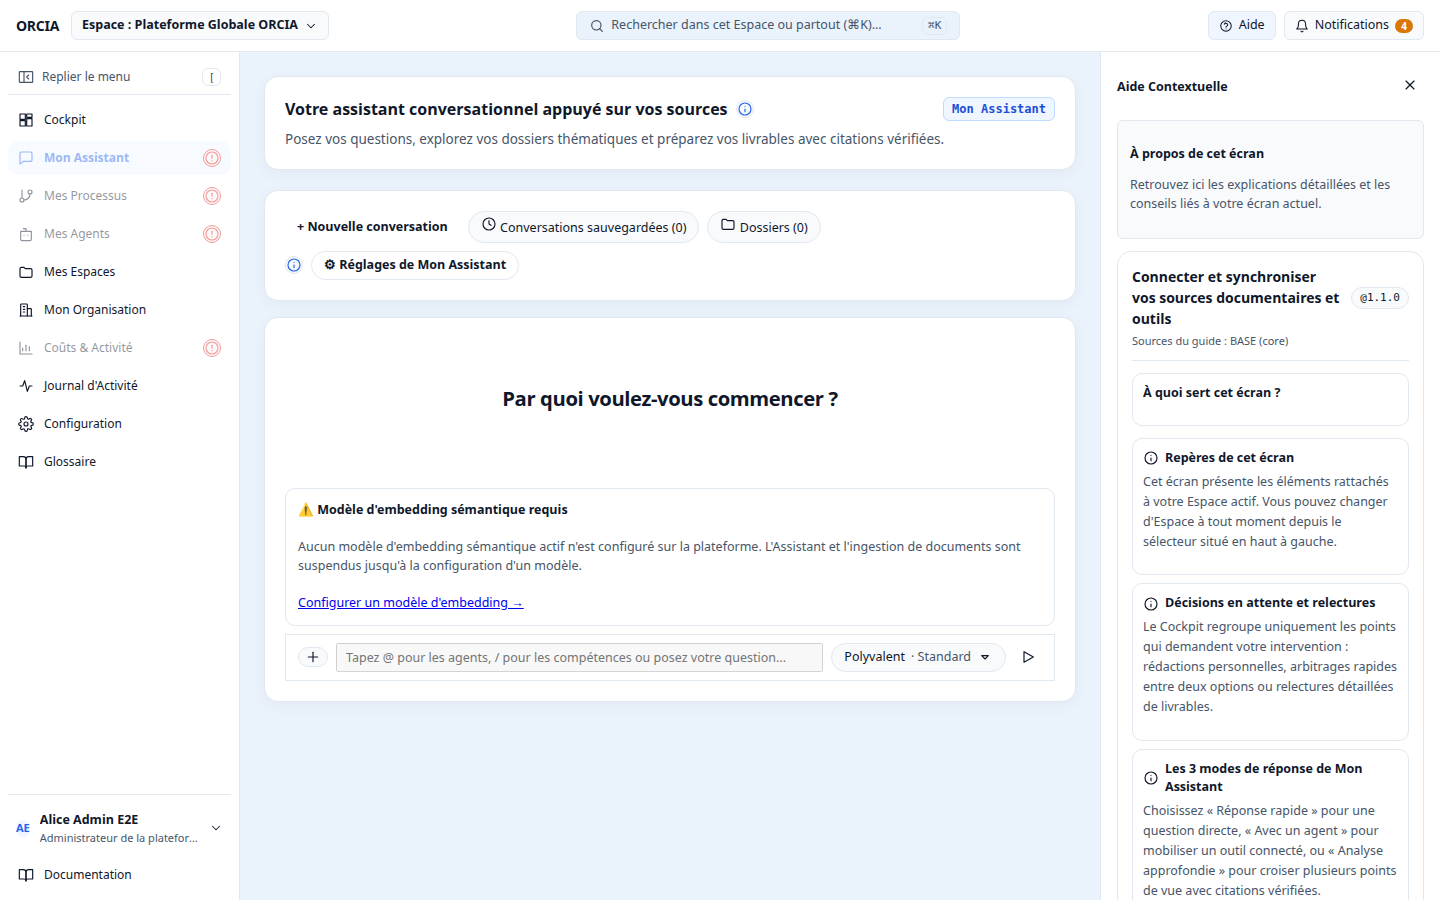 ORCIA
Espace : Plateforme Globale ORCIA
Rechercher dans cet Espace ou partout (⌘K)...
⌘K
Aide
Notifications 4
Replier le menu [
Cockpit
Mon Assistant
Mes Processus
Mes Agents
Mes Espaces
Mon Organisation
Coûts & Activité
Journal d'Activité
Configuration
Glossaire
Alice Admin E2E
AE
Administrateur de la platefor...
Documentation
Votre assistant conversationnel appuyé sur vos sources
Mon Assistant
Posez vos questions, explorez vos dossiers thématiques et préparez vos livrables avec citations vérifiées.
+ Nouvelle conversation
Conversations sauvegardées (0)
Dossiers (0)
⚙ Réglages de Mon Assistant
Par quoi voulez-vous commencer ?
⚠️ Modèle d'embedding sémantique requis
Aucun modèle d'embedding sémantique actif n'est configuré sur la plateforme. L'Assistant et l'ingestion de documents sont
suspendus jusqu'à la configuration d'un modèle.
Configurer un modèle d'embedding →
Tapez @ pour les agents, / pour les compétences ou posez votre question...
Polyvalent · Standard
Aide Contextuelle
À propos de cet écran
Retrouvez ici les explications détaillées et les
conseils liés à votre écran actuel.
Connecter et synchroniser
vos sources documentaires et
outils
@1.1.0
Sources du guide : BASE (core)
À quoi sert cet écran ?
Repères de cet écran
Cet écran présente les éléments rattachés
à votre Espace actif. Vous pouvez changer
d'Espace à tout moment depuis le
sélecteur situé en haut à gauche.
Décisions en attente et relectures
Le Cockpit regroupe uniquement les points
qui demandent votre intervention :
rédactions personnelles, arbitrages rapides
entre deux options ou relectures détaillées
de livrables.
Les 3 modes de réponse de Mon
Assistant
Choisissez « Réponse rapide » pour une
question directe, « Avec un agent » pour
mobiliser un outil connecté, ou « Analyse
approfondie » pour croiser plusieurs points
de vue avec citations vérifiées.